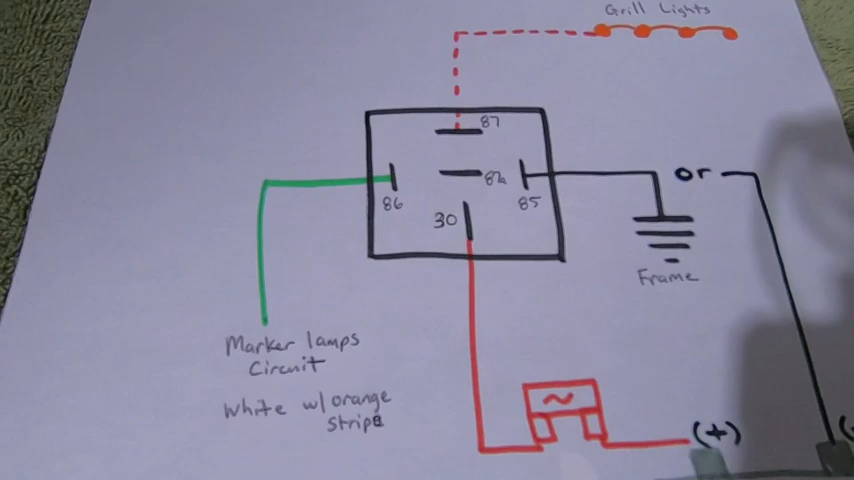 Grill Lights
87
87a
86
85
30
or
Frame
Marker lamps
Circuit
White w/orange
stripe
(+)